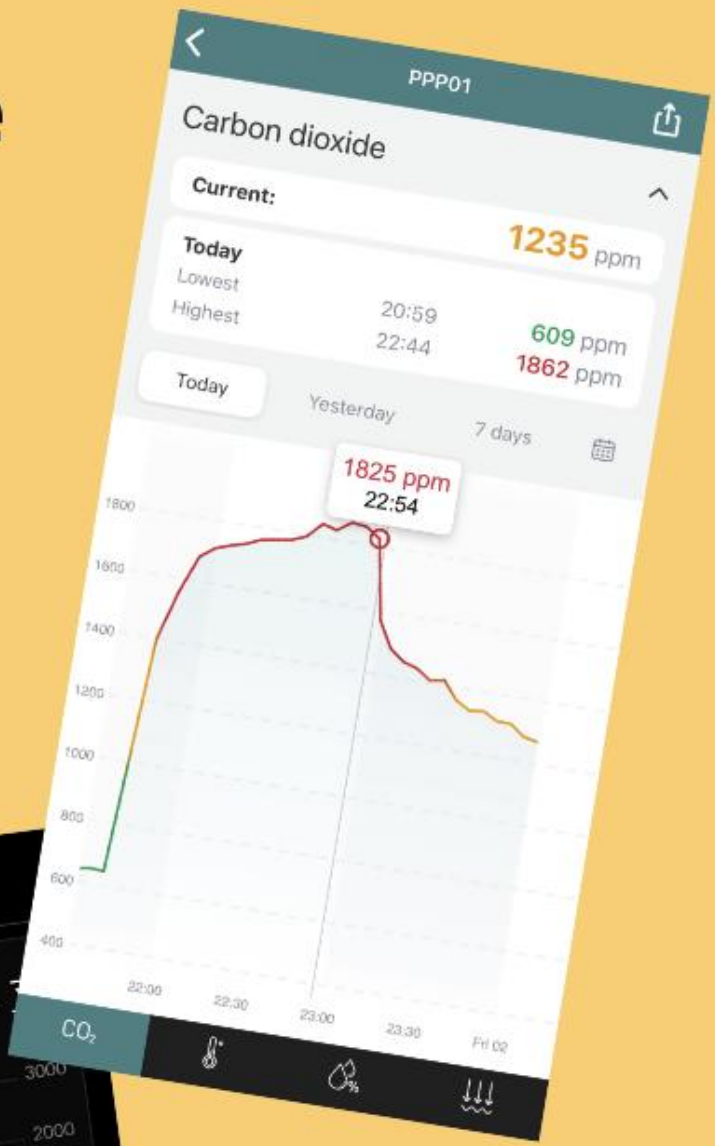 PPP01
Carbon dioxide
Current: 1235 ppm
Today
Lowest 20:59 609 ppm
Highest 22:44 1862 ppm
Today Yesterday 7 days
1825 ppm
22:54
1800
1600
1400
1200
1000
800
600
400
22:00 22:30 23:00 23:30 Fri 02
CO₂ %
3000
2000